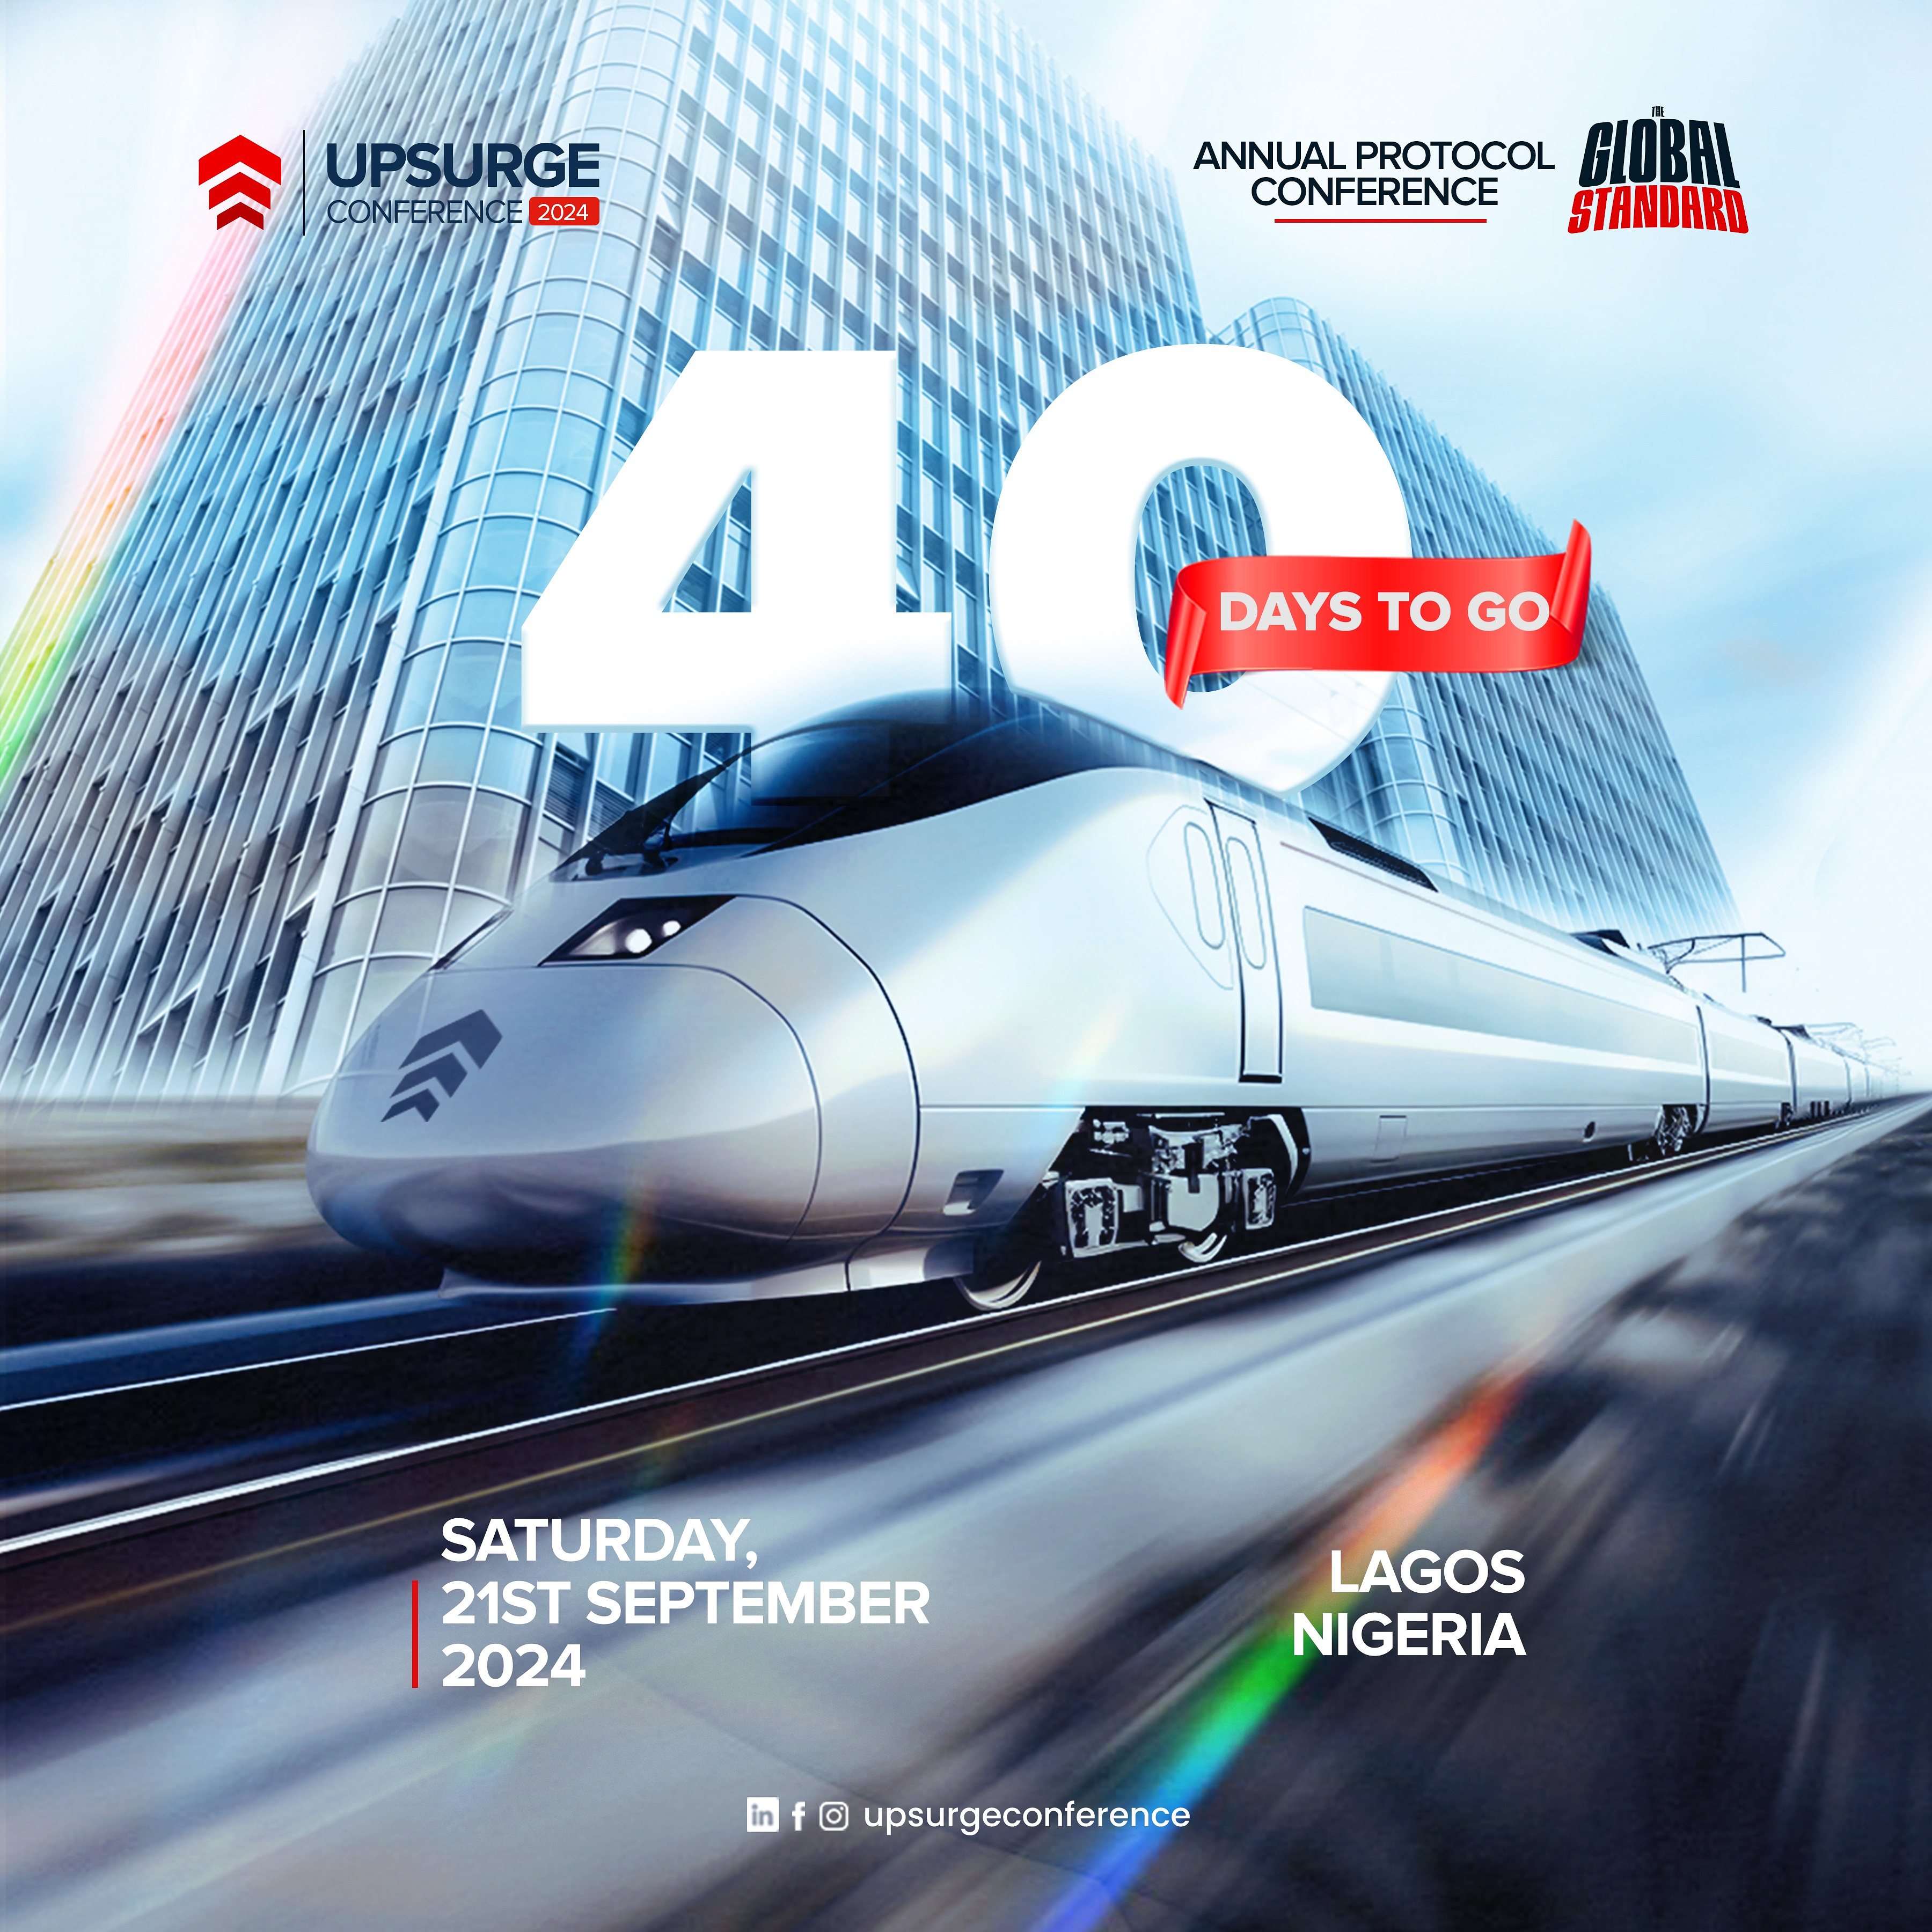 UPSURGE
CONFERENCE 2024
ANNUAL PROTOCOL
CONFERENCE
THE
GLOBAL
STANDARD
40
DAYS TO GO
SATURDAY,
21ST SEPTEMBER
2024
LAGOS
NIGERIA
in f upsurgeconference